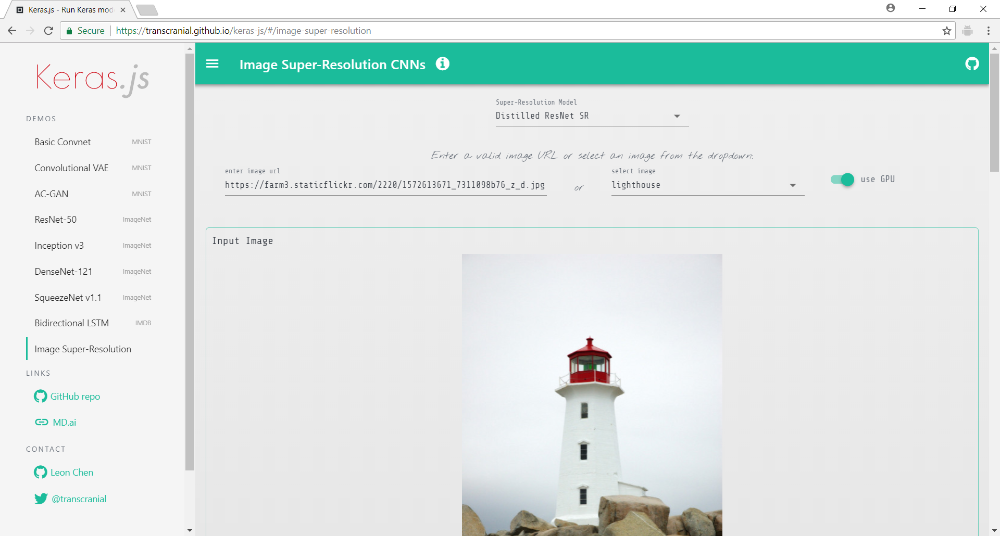 Keras.js - Run Keras mod
Secure
https://transcranial.github.io/keras-js/#/image-super-resolution
Keras.js
DEMOS
Basic Convnet MNIST
Convolutional VAE MNIST
AC-GAN MNIST
ResNet-50 ImageNet
Inception v3 ImageNet
DenseNet-121 ImageNet
SqueezeNet v1.1 ImageNet
Bidirectional LSTM IMDB
Image Super-Resolution
LINKS
GitHub repo
MD.ai
CONTACT
Leon Chen
@transcranial
Image Super-Resolution CNNs
Super-Resolution Model
Distilled ResNet SR
Enter a valid image URL or select an image from the dropdown:
enter image url
https://farm3.staticflickr.com/2220/1572613671_7311098b76_z_d.jpg
or
select image
lighthouse
use GPU
Input Image